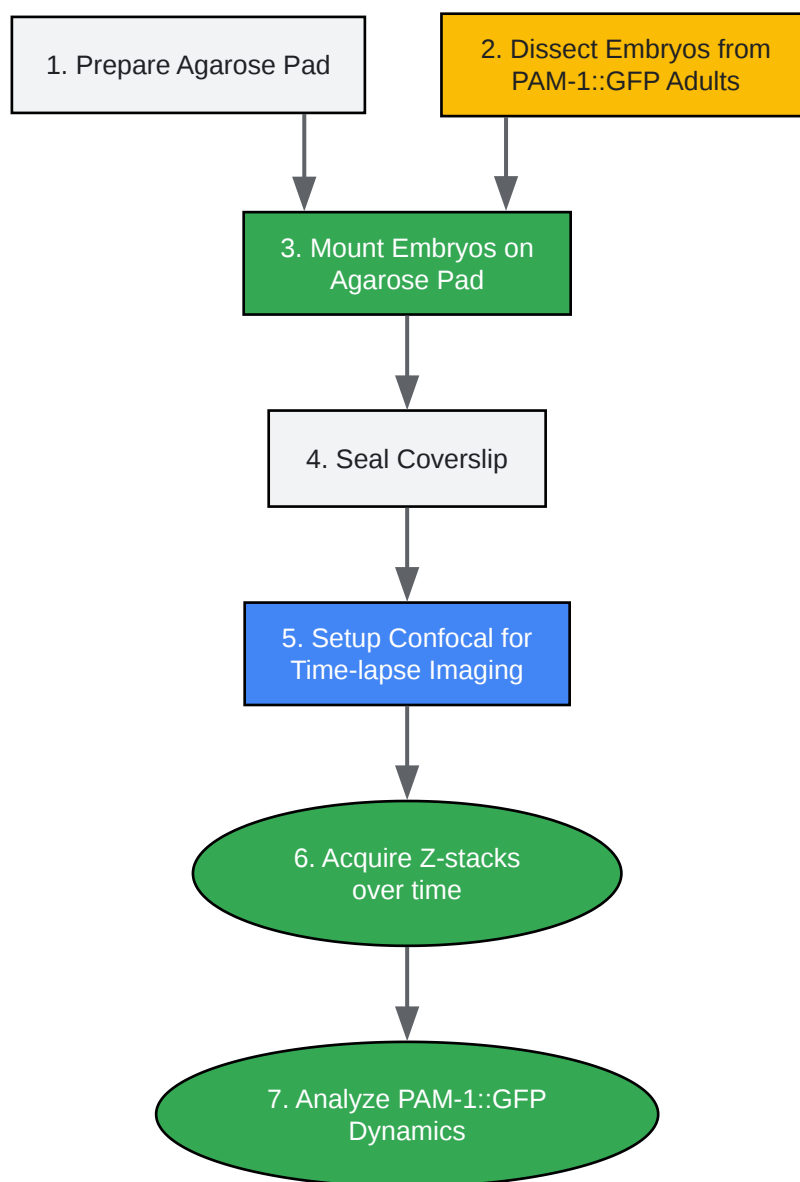 1. Prepare Agarose Pad
2. Dissect Embryos from
PAM-1::GFP Adults
3. Mount Embryos on
Agarose Pad
4. Seal Coverslip
5. Setup Confocal for
Time-lapse Imaging
6. Acquire Z-stacks
over time
7. Analyze PAM-1::GFP
Dynamics